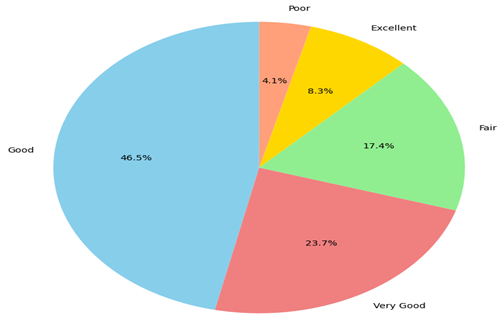 Poor
Excellent
4.1%
8.3%
Fair
17.4%
Good
46.5%
23.7%
Very Good